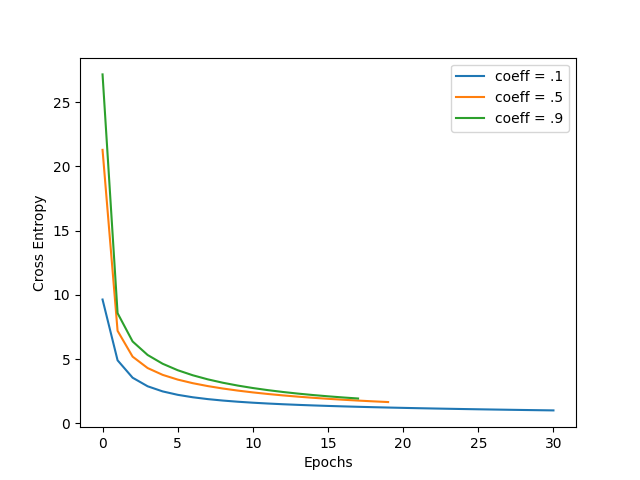 coeff = .1
coeff = .5
coeff = .9
Cross Entropy
25
20
15
10
5
0
0 5 10 15 20 25 30
Epochs